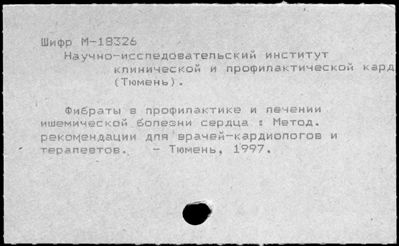 Шифр М-18326
Научно-исследовательский институт
клинической и профилактической кард
(Тюмень).
Фибраты в профилактике и лечении
ишемической болезни сердца : Метод.
рекомендации для врачей-кардиологов и
терапевтов. - Тюмень, 1997.